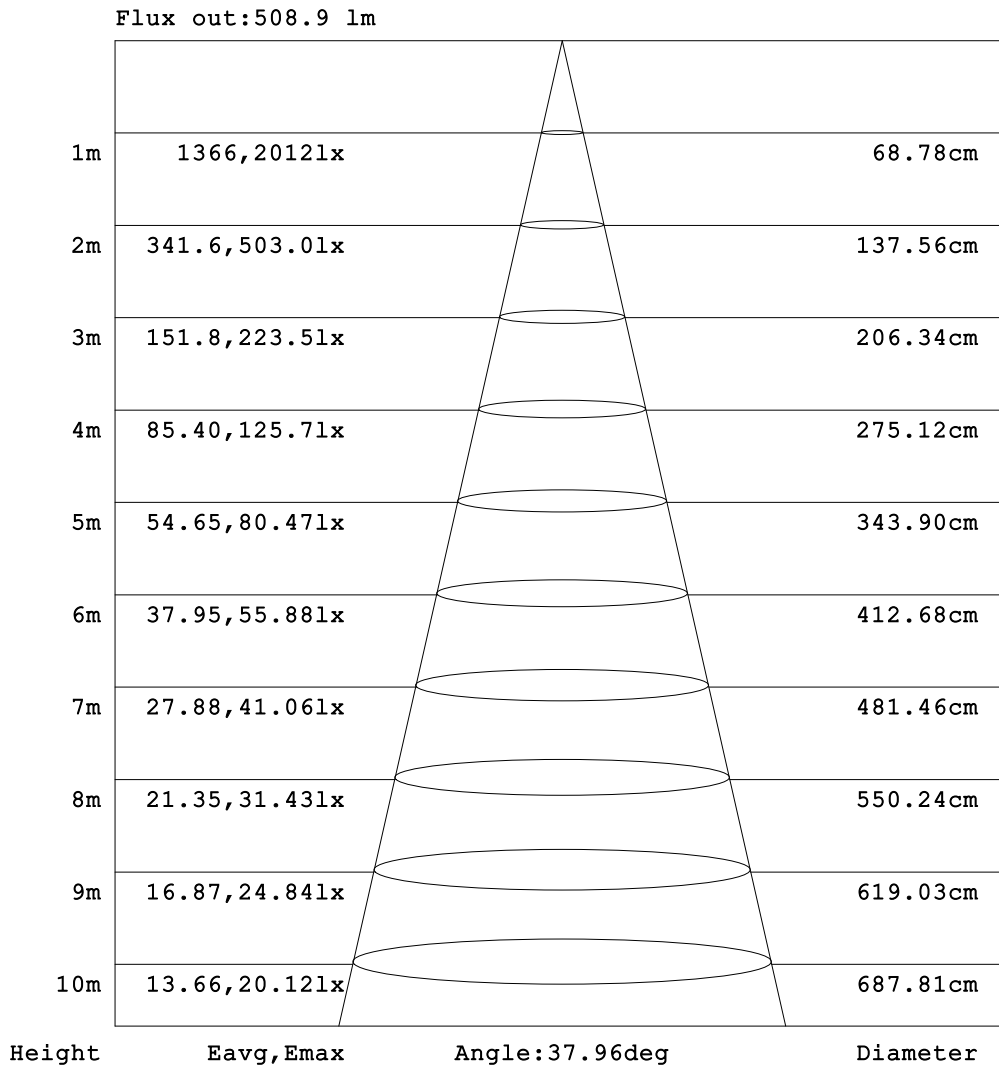 Flux out:508.9 lm
1m 1366,2012lx 68.78cm
2m 341.6,503.0lx 137.56cm
3m 151.8,223.5lx 206.34cm
4m 85.40,125.7lx 275.12cm
5m 54.65,80.47lx 343.90cm
6m 37.95,55.88lx 412.68cm
7m 27.88,41.06lx 481.46cm
8m 21.35,31.43lx 550.24cm
9m 16.87,24.84lx 619.03cm
10m 13.66,20.12lx 687.81cm
Height Eavg,Emax Angle:37.96deg Diameter